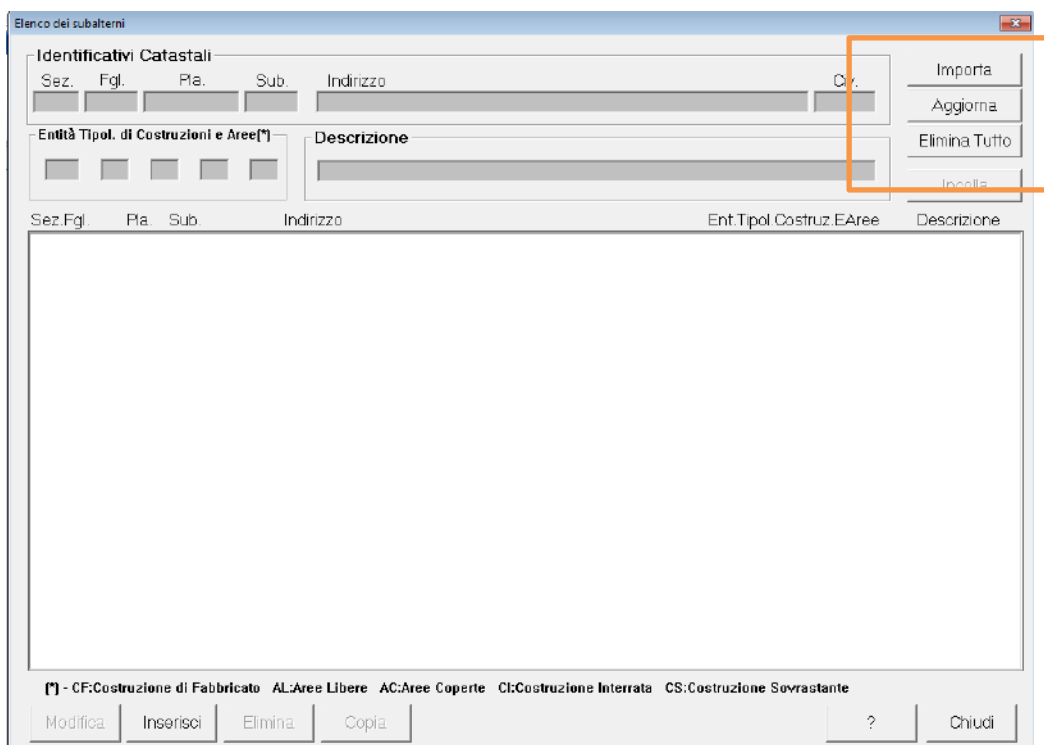 Elenco dei subalterni
Identificativi Catastali
Sez. Fgl. Pla. Sub. Indirizzo Civ.
Importa
Aggiorna
Entità Tipol. di Costruzioni e Aree(*)
Descrizione
Elimina Tutto
Incolla
Sez.Fgl. Pla. Sub. Indirizzo Ent.Tipol.Costruz.EAree Descrizione
(*) - CF:Costruzione di Fabbricato AL:Aree Libere AC:Aree Coperte CI:Costruzione Interrata CS:Costruzione Sovrastante
Modifica Inserisci Elimina Copia ? Chiudi